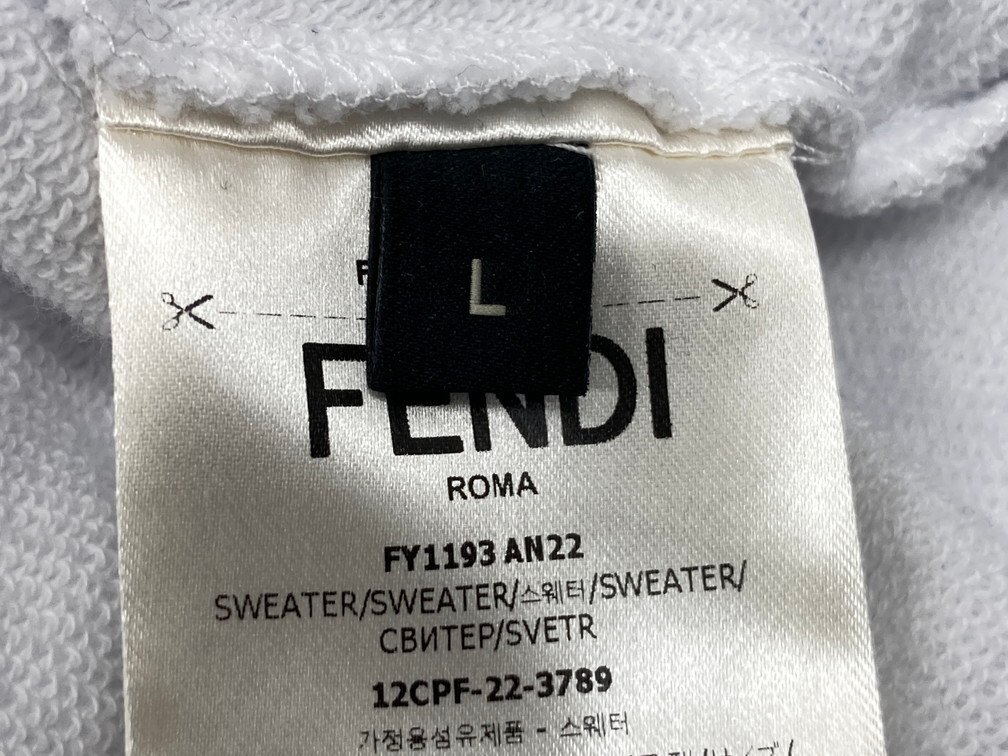 L
FENDI
ROMA
FY1193 AN22
SWEATER/SWEATER/스웨터/SWEATER/
СВИТЕР/SVETR
12CPF-22-3789
가정용섬유제품 - 스웨터